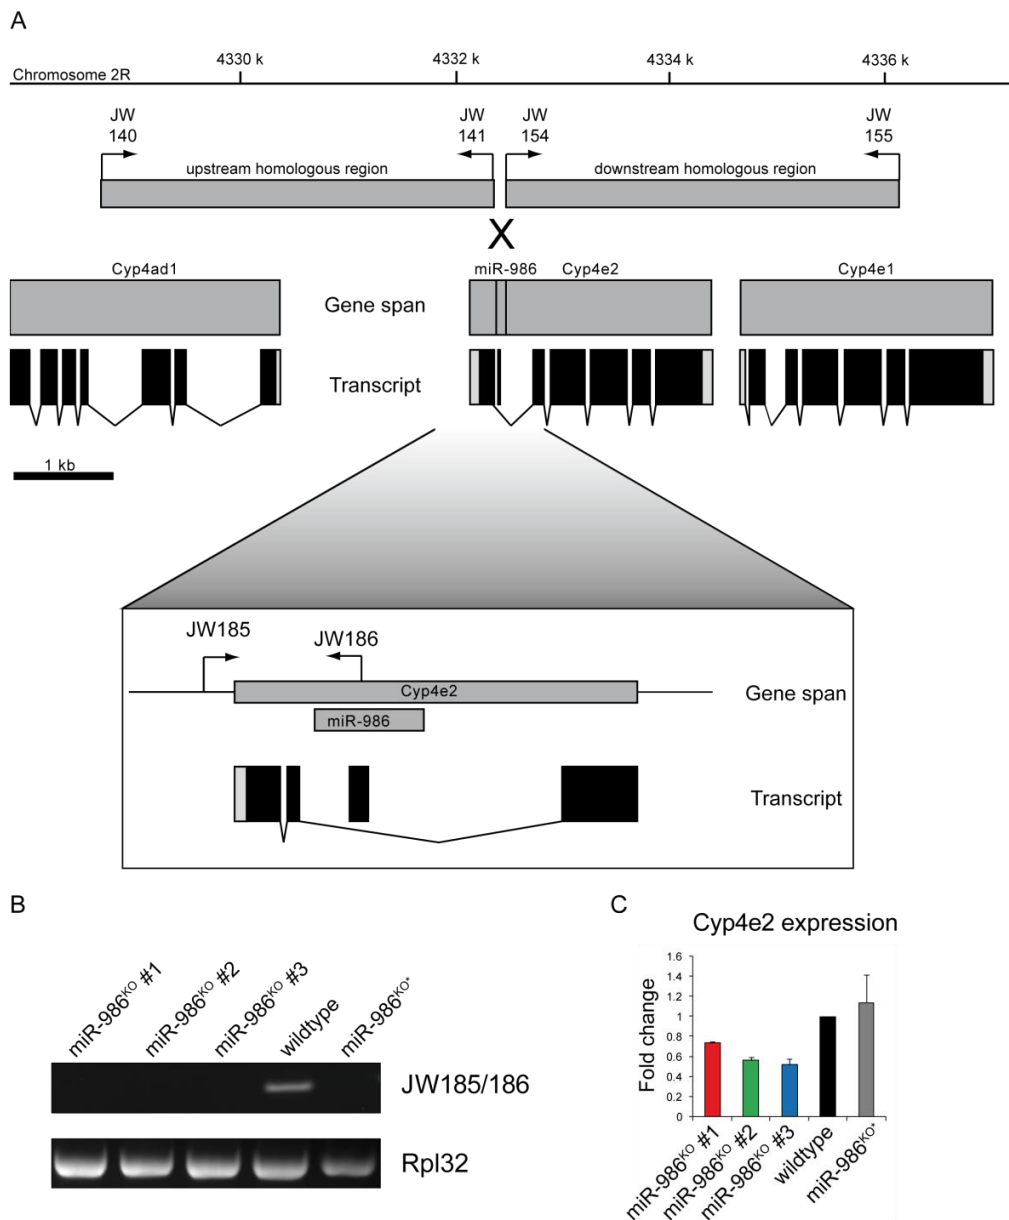 A
4330 k 4332 k 4334 k 4336 k
Chromosome 2R
JW JW JW JW
140 141 154 155
upstream homologous region downstream homologous region
X
Cyp4ad1 miR-986 Cyp4e2 Cyp4e1
Gene span
Transcript
1 kb
JW185 JW186
Cyp4e2 Gene span
miR-986
Transcript
B
miR-986KO #1 miR-986KO #2 miR-986KO #3 wildtype miR-986KO*
JW185/186
Rpl32
C
Cyp4e2 expression
Fold change
1.6
1.4
1.2
1
0.8
0.6
0.4
0.2
0
miR-986KO #1 miR-986KO #2 miR-986KO #3 wildtype miR-986KO*